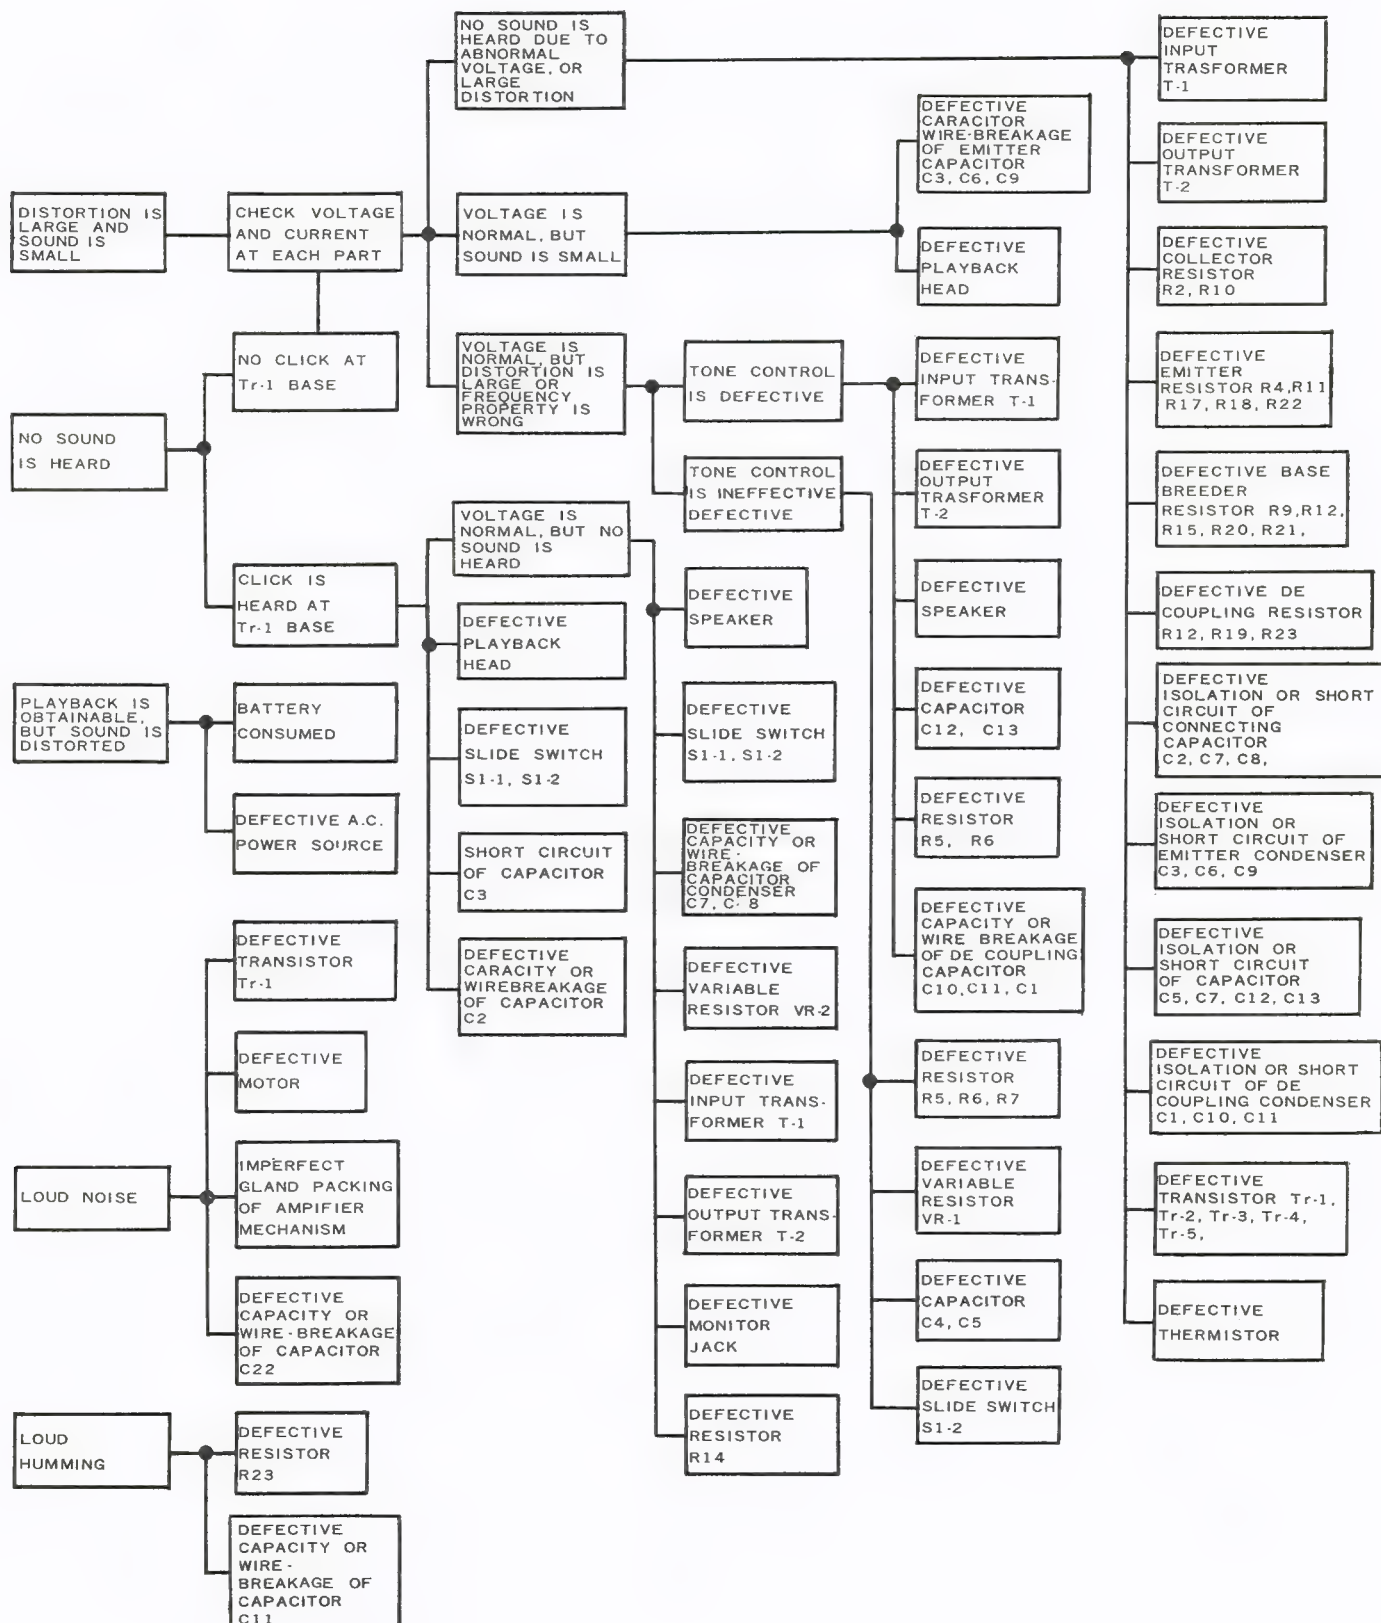 NO SOUND IS
HEARD DUE TO
ABNORMAL
VOLTAGE, OR
LARGE
DISTORTION
DEFECTIVE
INPUT
TRASFORMER
T-1
DEFECTIVE
CARACITOR
WIRE-BREAKAGE
OF EMITTER
CAPACITOR
C3, C6, C9
DEFECTIVE
OUTPUT
TRANSFORMER
T-2
DISTORTION IS
LARGE AND
SOUND IS
SMALL
CHECK VOLTAGE
AND CURRENT
AT EACH PART
VOLTAGE IS
NORMAL, BUT
SOUND IS SMALL
DEFECTIVE
PLAYBACK
HEAD
DEFECTIVE
COLLECTOR
RESISTOR
R2, R10
NO CLICK AT
Tr-1 BASE
VOLTAGE IS
NORMAL, BUT
DISTORTION IS
LARGE OR
FREQUENCY
PROPERTY IS
WRONG
TONE CONTROL
IS DEFECTIVE
DEFECTIVE
INPUT TRANS-
FORMER T-1
DEFECTIVE
EMITTER
RESISTOR R4, R11
R17, R18, R22
NO SOUND
IS HEARD
TONE CONTROL
IS INEFFECTIVE
DEFECTIVE
DEFECTIVE
OUTPUT
TRASFORMER
T-2
DEFECTIVE BASE
BREEDER
RESISTOR R9, R12,
R15, R20, R21,
VOLTAGE IS
NORMAL, BUT NO
SOUND IS
HEARD
CLICK IS
HEARD AT
Tr-1 BASE
DEFECTIVE
PLAYBACK
HEAD
DEFECTIVE
SPEAKER
DEFECTIVE
SPEAKER
DEFECTIVE DE
COUPLING RESISTOR
R12, R19, R23
PLAYBACK IS
OBTAINABLE,
BUT SOUND IS
DISTORTED
BATTERY
CONSUMED
DEFECTIVE
SLIDE SWITCH
S1-1, S1-2
DEFECTIVE
SLIDE SWITCH
S1-1, S1-2
DEFECTIVE
CAPACITOR
C12, C13
DEFECTIVE
ISOLATION OR SHORT
CIRCUIT OF
CONNECTING
CAPACITOR
C2, C7, C8,
DEFECTIVE A.C.
POWER SOURCE
SHORT CIRCUIT
OF CAPACITOR
C3
DEFECTIVE
CAPACITY OR
WIRE-
BREAKAGE OF
CAPACITOR
CONDENSER
C7, C·8
DEFECTIVE
RESISTOR
R5, R6
DEFECTIVE
ISOLATION OR
SHORT CIRCUIT OF
EMITTER CONDENSER
C3, C6, C9
DEFECTIVE
TRANSISTOR
Tr-1
DEFECTIVE
CARACITY OR
WIREBREAKAGE
OF CAPACITOR
C2
DEFECTIVE
VARIABLE
RESISTOR VR-2
DEFECTIVE
CAPACITY OR
WIRE BREAKAGE
OF DE COUPLING
CAPACITOR
C10, C11, C1
DEFECTIVE
ISOLATION OR
SHORT CIRCUIT
OF CAPACITOR
C5, C7, C12, C13
DEFECTIVE
MOTOR
DEFECTIVE
INPUT TRANS-
FORMER T-1
DEFECTIVE
RESISTOR
R5, R6, R7
DEFECTIVE
ISOLATION OR SHORT
CIRCUIT OF DE
COUPLING CONDENSER
C1, C10, C11
LOUD NOISE
IMPERFECT
GLAND PACKING
OF AMPIFIER
MECHANISM
DEFECTIVE
OUTPUT TRANS-
FORMER T-2
DEFECTIVE
VARIABLE
RESISTOR
VR-1
DEFECTIVE
TRANSISTOR Tr-1,
Tr-2, Tr-3, Tr-4,
Tr-5,
DEFECTIVE
CAPACITY OR
WIRE-BREAKAGE
OF CAPACITOR
C22
DEFECTIVE
MONITOR
JACK
DEFECTIVE
CAPACITOR
C4, C5
DEFECTIVE
THERMISTOR
LOUD
HUMMING
DEFECTIVE
RESISTOR
R23
DEFECTIVE
RESISTOR
R14
DEFECTIVE
SLIDE SWITCH
S1-2
DEFECTIVE
CAPACITY OR
WIRE-
BREAKAGE OF
CAPACITOR
C11